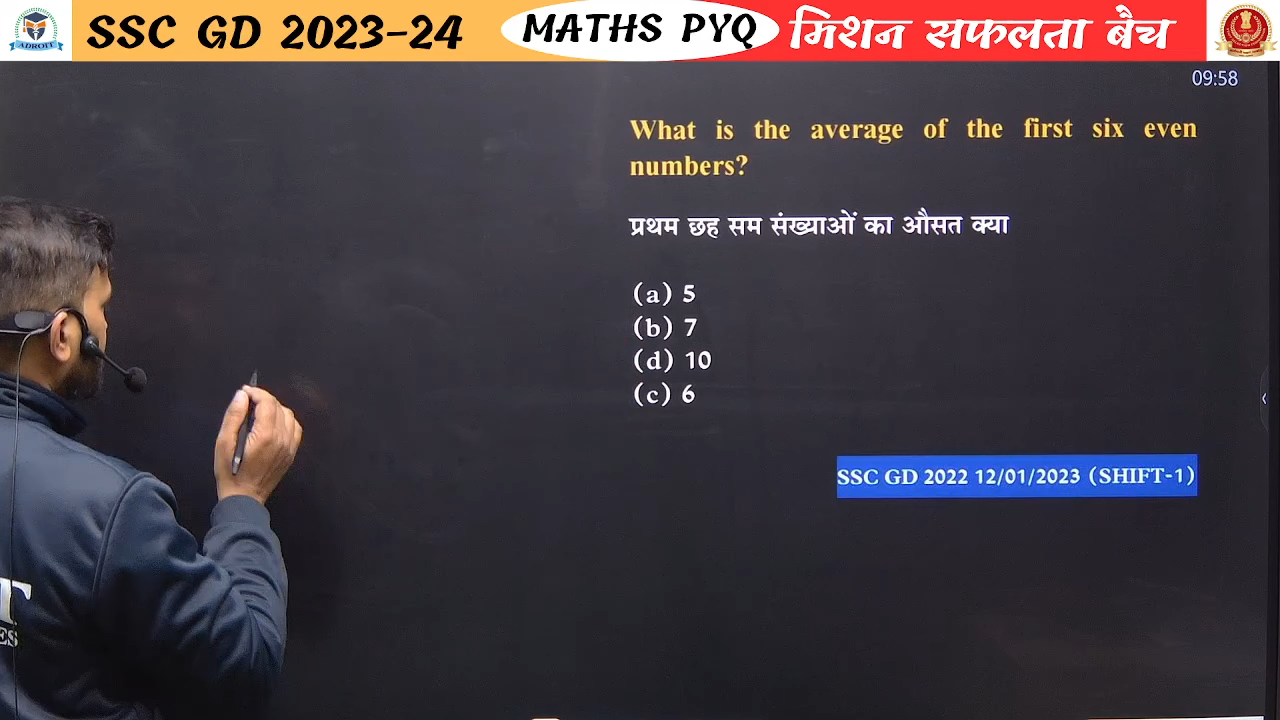 ADROIT
SSC GD 2023-24
MATHS PYQ
मिशन सफलता बैच
09:58
What is the average of the first six even
numbers?
प्रथम छह सम संख्याओं का औसत क्या
(a) 5
(b) 7
(d) 10
(c) 6
SSC GD 2022 12/01/2023 (SHIFT-1)
T
ES